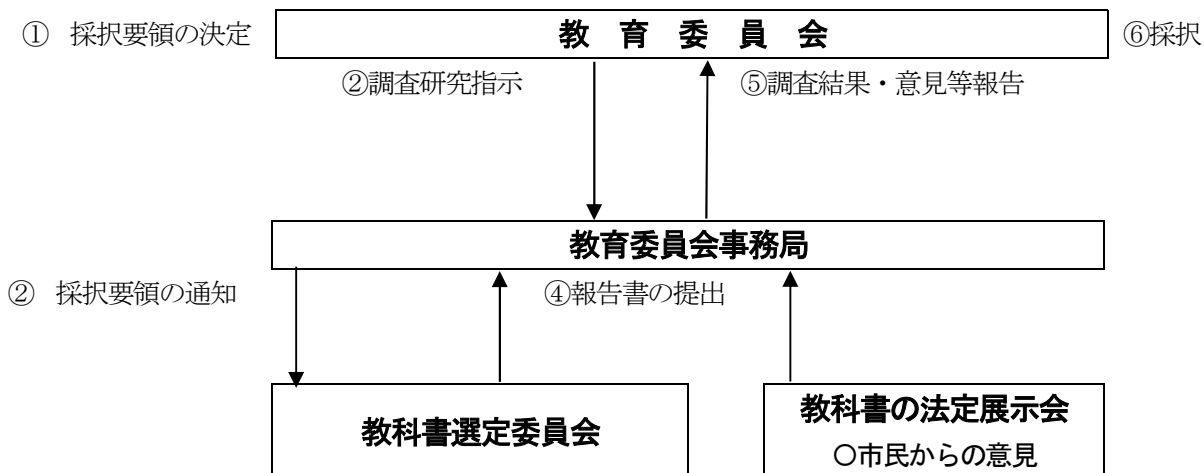 ① 採択要領の決定
教 育 委 員 会
⑥採択
②調査研究指示
⑤調査結果・意見等報告
教育委員会事務局
② 採択要領の通知
④報告書の提出
教科書選定委員会
教科書の法定展示会
○市民からの意見